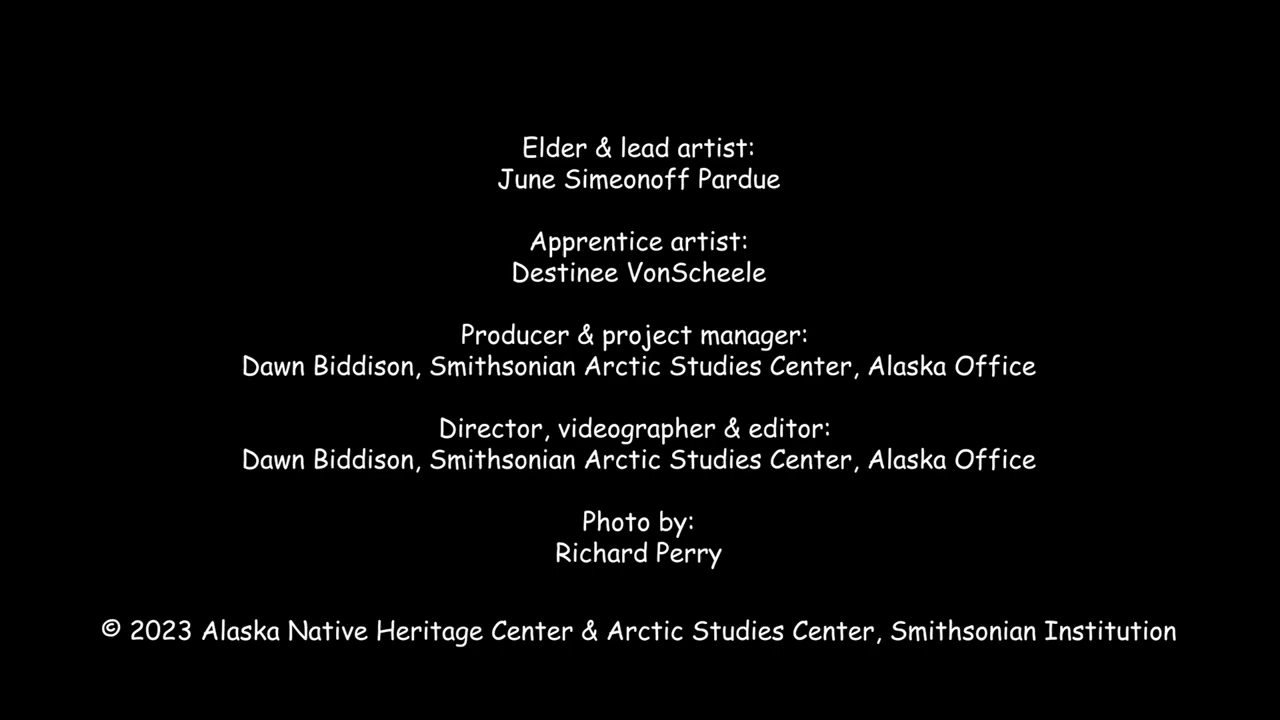 Elder & lead artist:
June Simeonoff Pardue
Apprentice artist:
Destinee VonScheele
Producer & project manager:
Dawn Biddison, Smithsonian Arctic Studies Center, Alaska Office
Director, videographer & editor:
Dawn Biddison, Smithsonian Arctic Studies Center, Alaska Office
Photo by:
Richard Perry
© 2023 Alaska Native Heritage Center & Arctic Studies Center, Smithsonian Institution